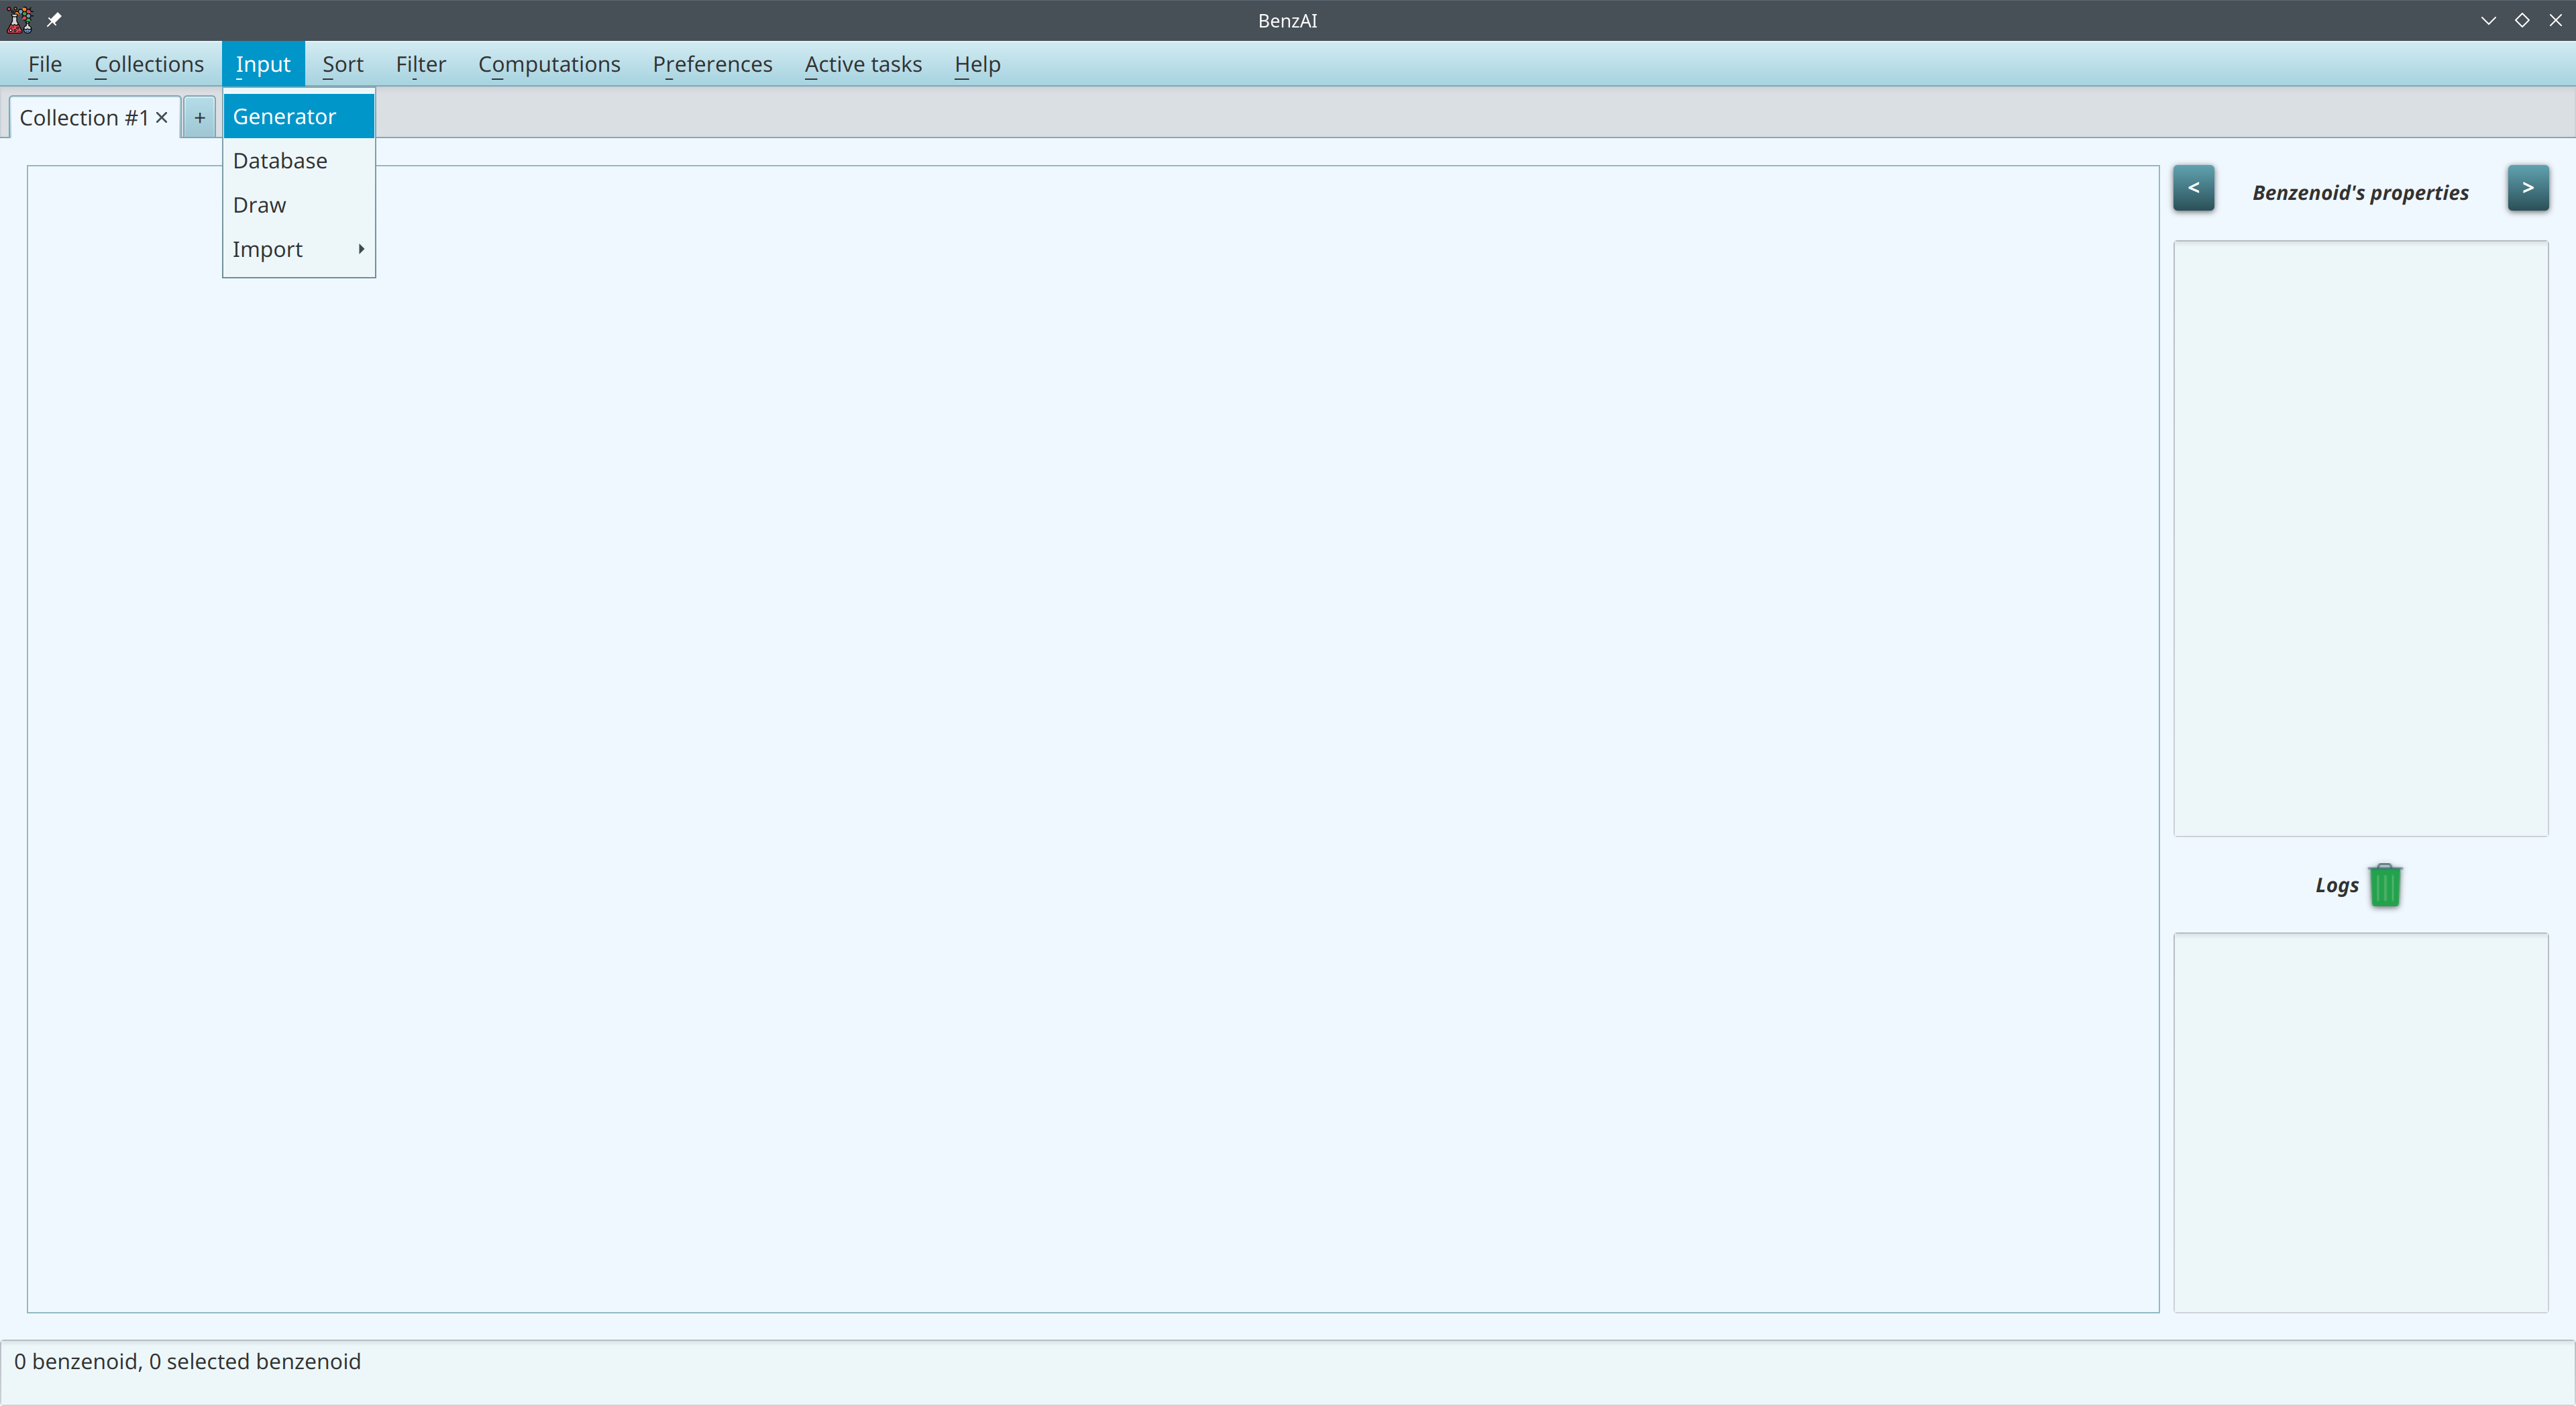 BenzAI
File Collections Input Sort Filter Computations Preferences Active tasks Help
Collection #1 × +
Generator
Database
Draw
Import
< Benzenoid's properties >
Logs
0 benzenoid, 0 selected benzenoid